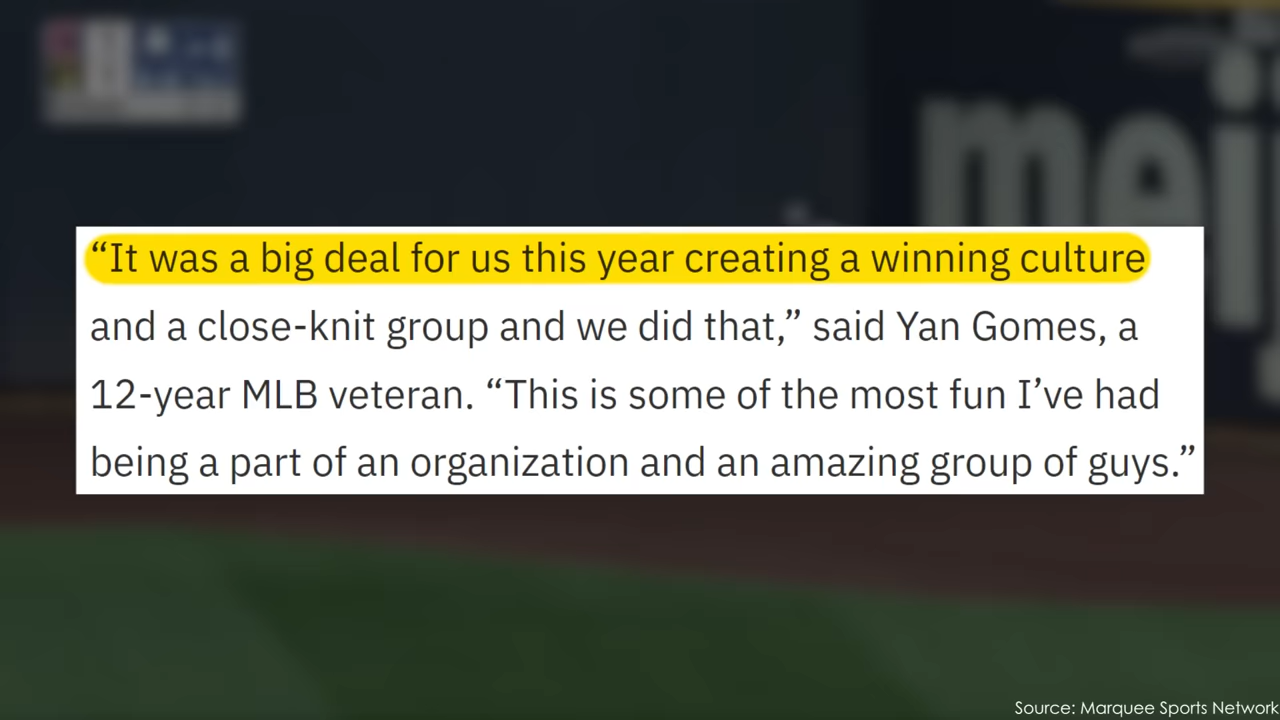 meij
“It was a big deal for us this year creating a winning culture
and a close-knit group and we did that,” said Yan Gomes, a
12-year MLB veteran. “This is some of the most fun I’ve had
being a part of an organization and an amazing group of guys.”
Source: Marquee Sports Network